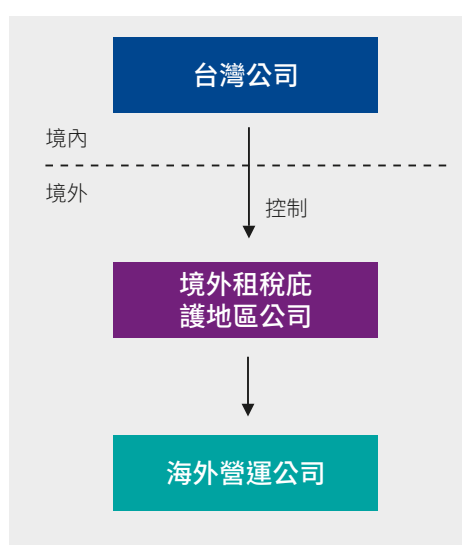 台灣公司
境內
境外
控制
境外租稅庇
護地區公司
海外營運公司